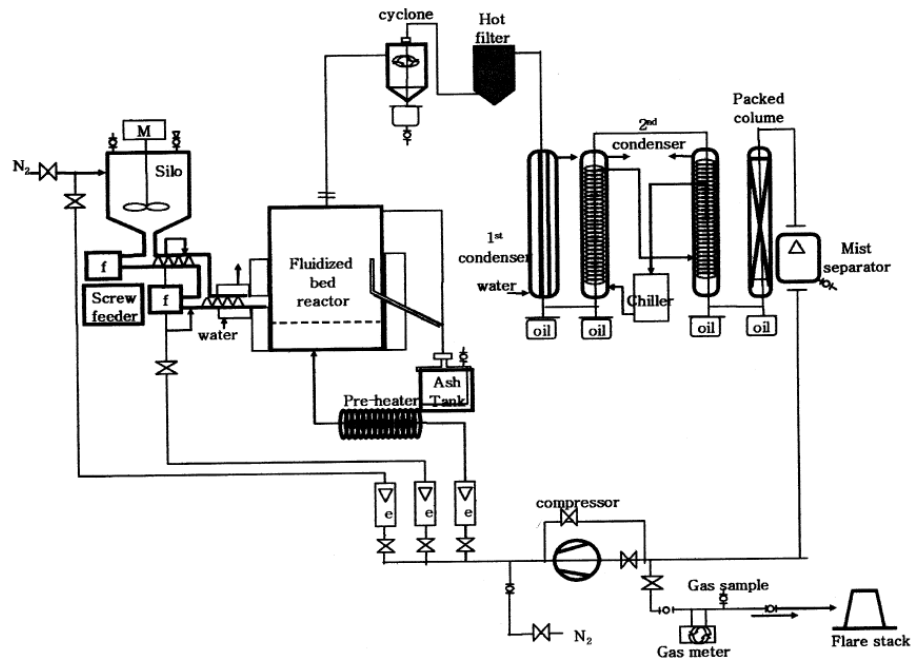 cyclone
Hot
filter
Packed
colume
2nd
condenser
M
N2
Silo
1st
condenser
Mist
separator
f
Fluidized
bed
reactor
Screw
feeder
f
water
Chiller
water
oil
oil
oil
oil
Pre-heater
Ash
Tank
compressor
e
e
e
Gas sample
N2
Gas meter
Flare stack